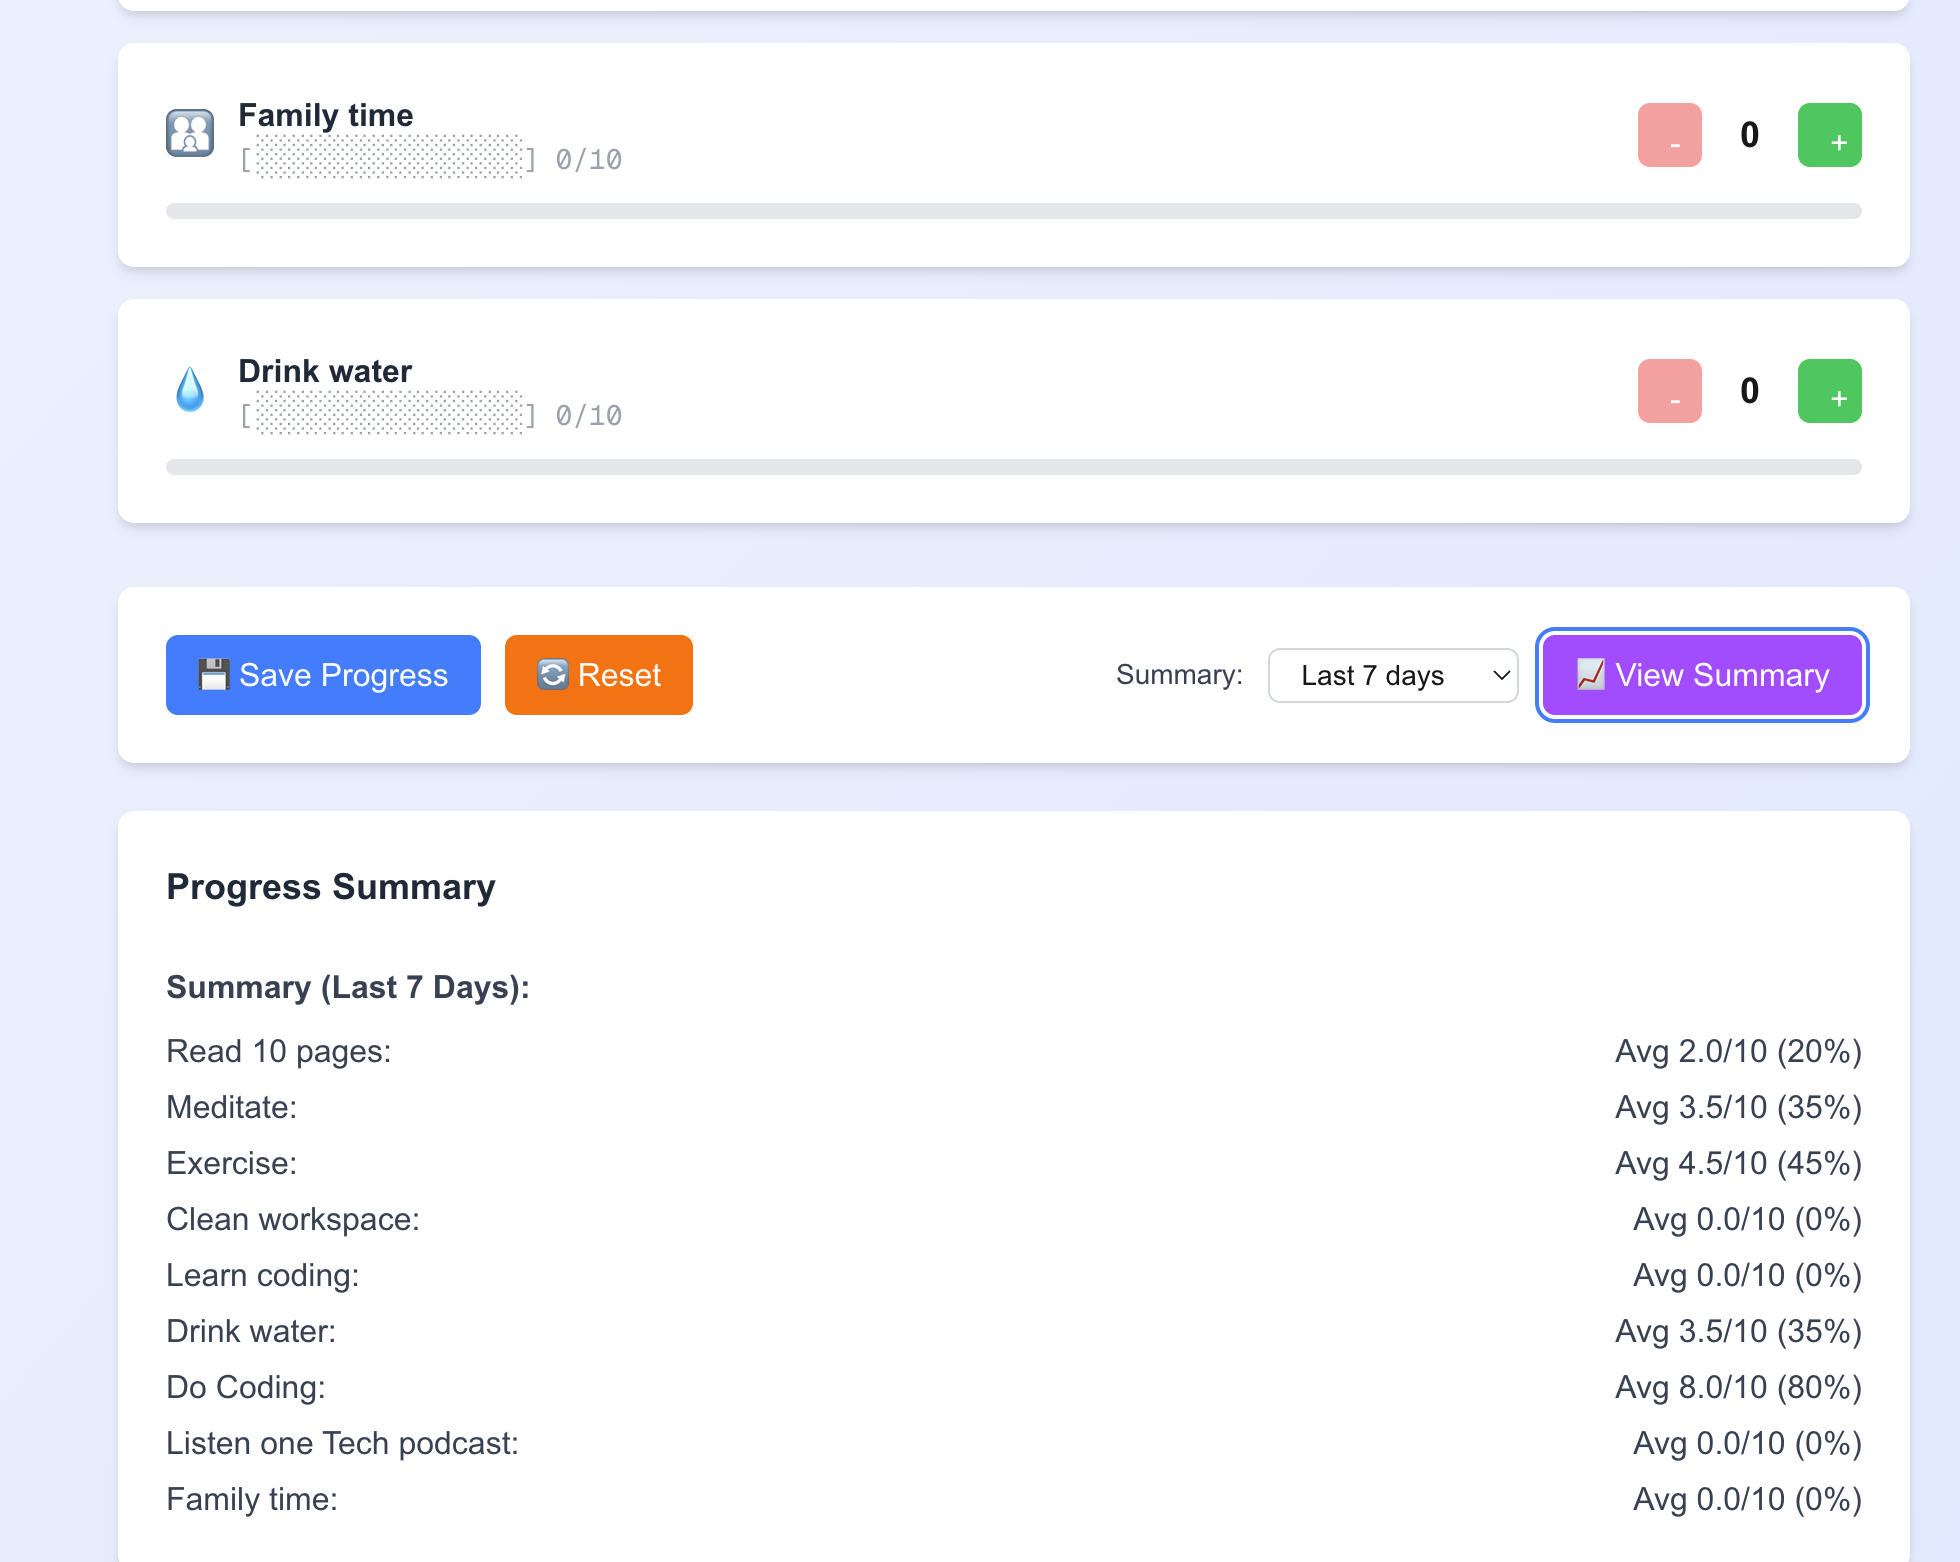 Family time
[░░░░░░░░░░░░░░░░] 0/10
- 0 +
Drink water
[░░░░░░░░░░░░░░░░] 0/10
- 0 +
💾 Save Progress 🔄 Reset Summary: Last 7 days 📈 View Summary
Progress Summary
Summary (Last 7 Days):
Read 10 pages: Avg 2.0/10 (20%)
Meditate: Avg 3.5/10 (35%)
Exercise: Avg 4.5/10 (45%)
Clean workspace: Avg 0.0/10 (0%)
Learn coding: Avg 0.0/10 (0%)
Drink water: Avg 3.5/10 (35%)
Do Coding: Avg 8.0/10 (80%)
Listen one Tech podcast: Avg 0.0/10 (0%)
Family time: Avg 0.0/10 (0%)